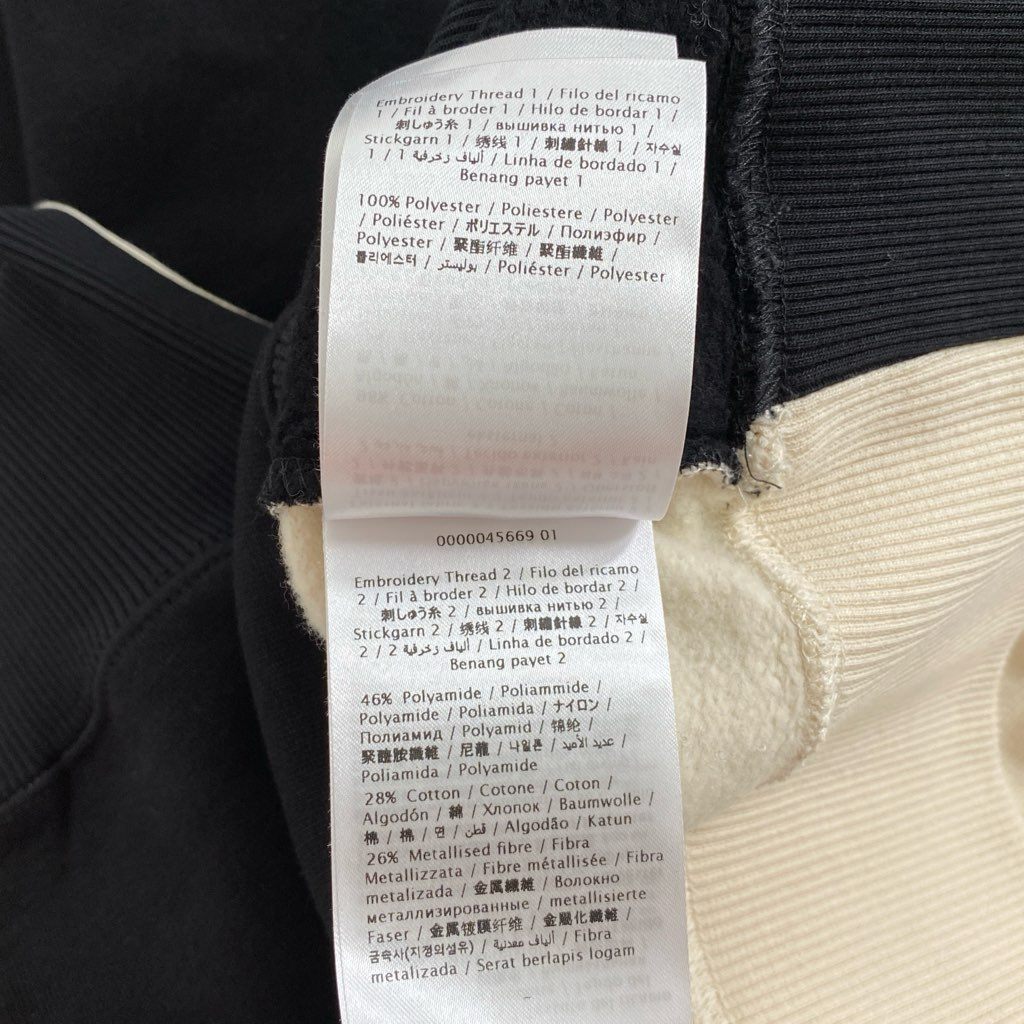 Embroidery Thread 1 / Filo del ricamo
1 / Fil à broder 1 / Hilo de bordar 1 /
刺しゅう糸 1 / вышивка нитью 1 /
Stickgarn 1 / 绣线 1 / 刺繡針線 1 / 자수실
1 / 1 ألياف زخرفية / Linha de bordado 1 /
Benang payet 1
100% Polyester / Poliestere / Polyester
/ Poliéster / ポリエステル / Полиэфир /
Polyester / 聚酯纤维 / 聚酯纖維 /
폴리에스터 / بوليستر / Poliéster / Polyester
0000045669 01
Embroidery Thread 2 / Filo del ricamo
2 / Fil à broder 2 / Hilo de bordar 2 /
刺しゅう糸 2 / вышивка нитью 2 /
Stickgarn 2 / 绣线 2 / 刺繡針線 2 / 자수실
2 / 2 ألياف زخرفية / Linha de bordado 2 /
Benang payet 2
46% Polyamide / Poliammide /
Polyamide / Poliamida / ナイロン /
Полиамид / Polyamid / 锦纶 /
聚醯胺纖維 / 尼龍 / 나일론 / عديد الأميد /
Poliamida / Polyamide
28% Cotton / Cotone / Coton /
Algodón / 綿 / Хлопок / Baumwolle /
棉 / 棉 / 면 / قطن / Algodão / Katun
26% Metallised fibre / Fibra
Metallizzata / Fibre métallisée / Fibra
metalizada / 金属繊維 / Волокно
металлизированные / metallisierte
Faser / 金属镀膜纤维 / 金屬化纖維 /
금속사(지정외섬유) / ألياف معدنية / Fibra
metalizada / Serat berlapis logam